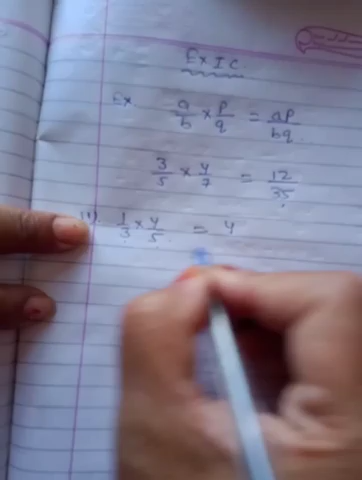 Ex I C
Ex. a/b × p/q = ap/bq
3/5 × 4/7 = 12/35
1/3 × 4/5 = 4